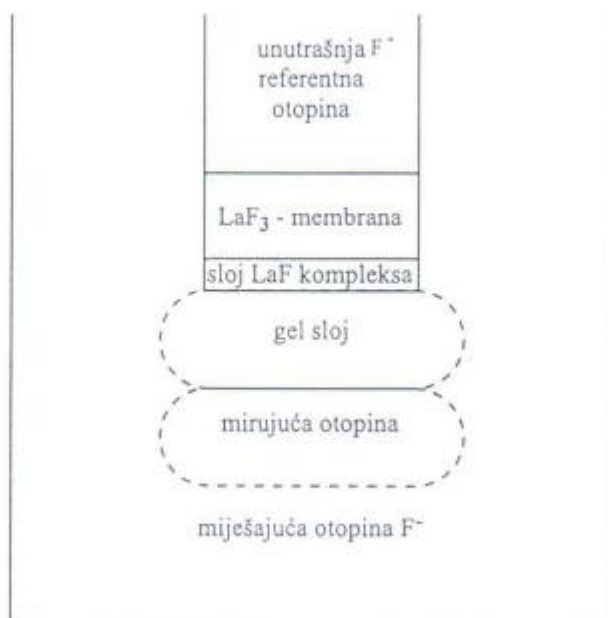 unutrašnja F⁻
referentna
otopina
LaF₃ - membrana
sloj LaF kompleksa
gel sloj
mirujuća otopina
miješajuća otopina F⁻